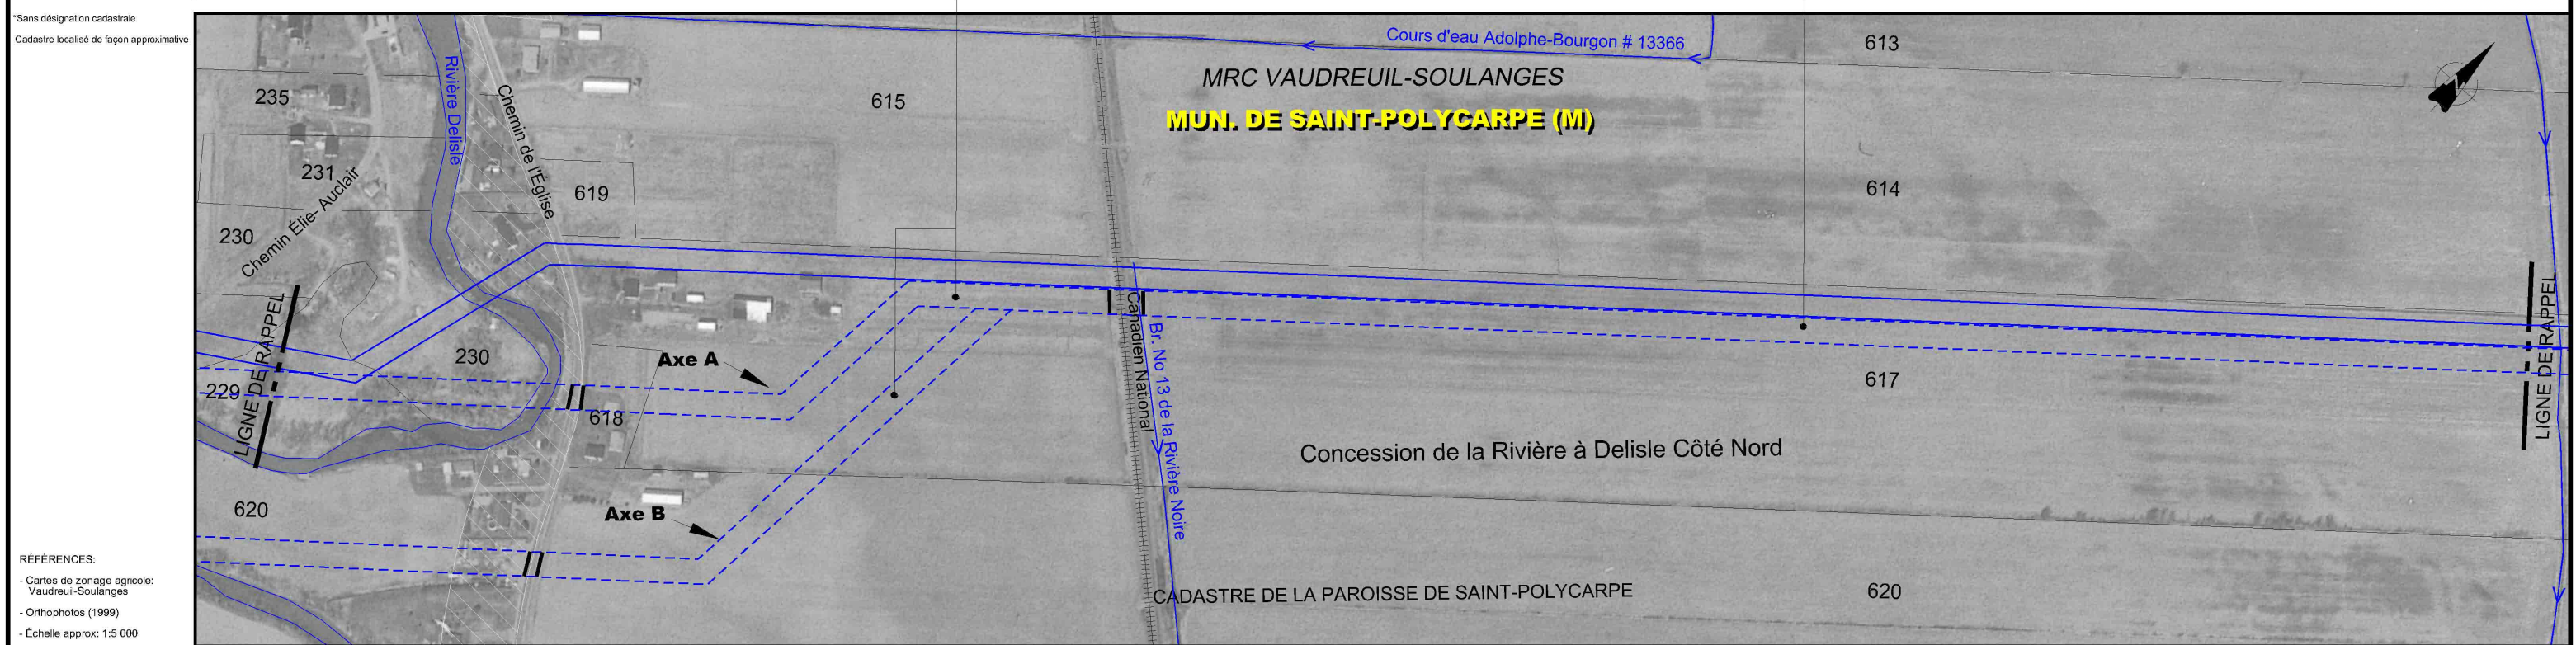 *Sans désignation cadastrale
Cadastre localisé de façon approximative
Cours d'eau Adolphe-Bourgon # 13366
613
MRC VAUDREUIL-SOULANGES
MUN. DE SAINT-POLYCARPE (M)
235
Rivière Delisle
Chemin de l'Église
615
231
619
614
Chemin Élie- Auclair
230
LIGNE DE RAPPEL
230
229
Axe A
618
Canadien National
Br. No 13 de la Rivière Noire
617
LIGNE DE RAPPEL
Concession de la Rivière à Delisle Côté Nord
620
Axe B
CADASTRE DE LA PAROISSE DE SAINT-POLYCARPE
620
RÉFÉRENCES:
- Cartes de zonage agricole:
Vaudreuil-Soulanges
- Orthophotos (1999)
- Échelle approx: 1:5 000